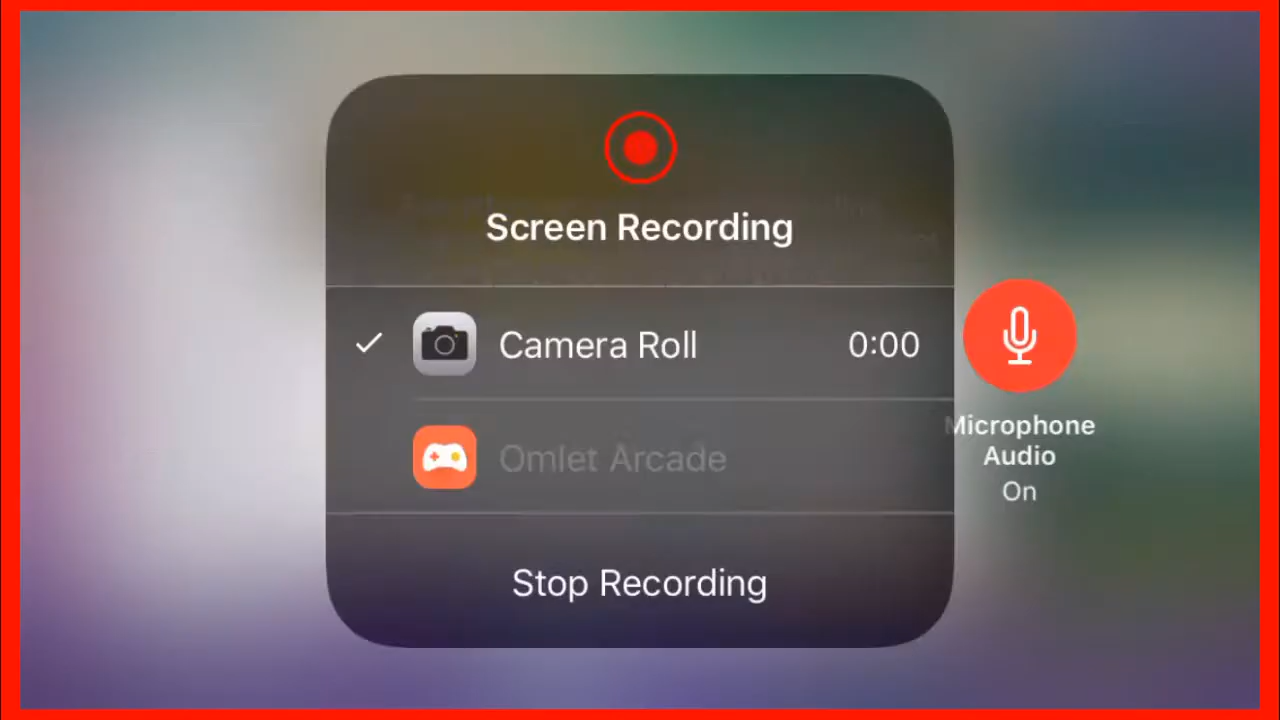 Screen Recording
Camera Roll 0:00
Omlet Arcade
Stop Recording
Microphone
Audio
On